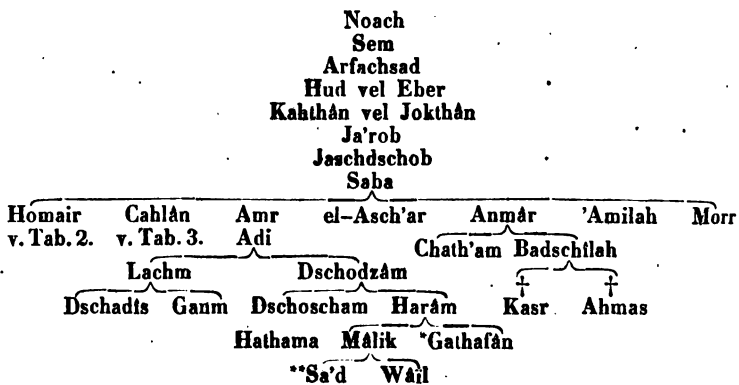 Noach
Sem
Arfachsad
Hud vel Eber
Kahthân vel Jokthân
Ja'rob
Jaschdschob
Saba
Homair Cahlân Amr el-Asch'ar Anmâr 'Amilah Morr
v. Tab. 2. v. Tab. 3. Adi Chath'am Badschîlah
Lachm Dschodzâm † †
Dschadîs Ganm Dschoscham Harâm Kasr Ahmas
Hathama Mâlik *Gathafân
**Sa'd Wâïl